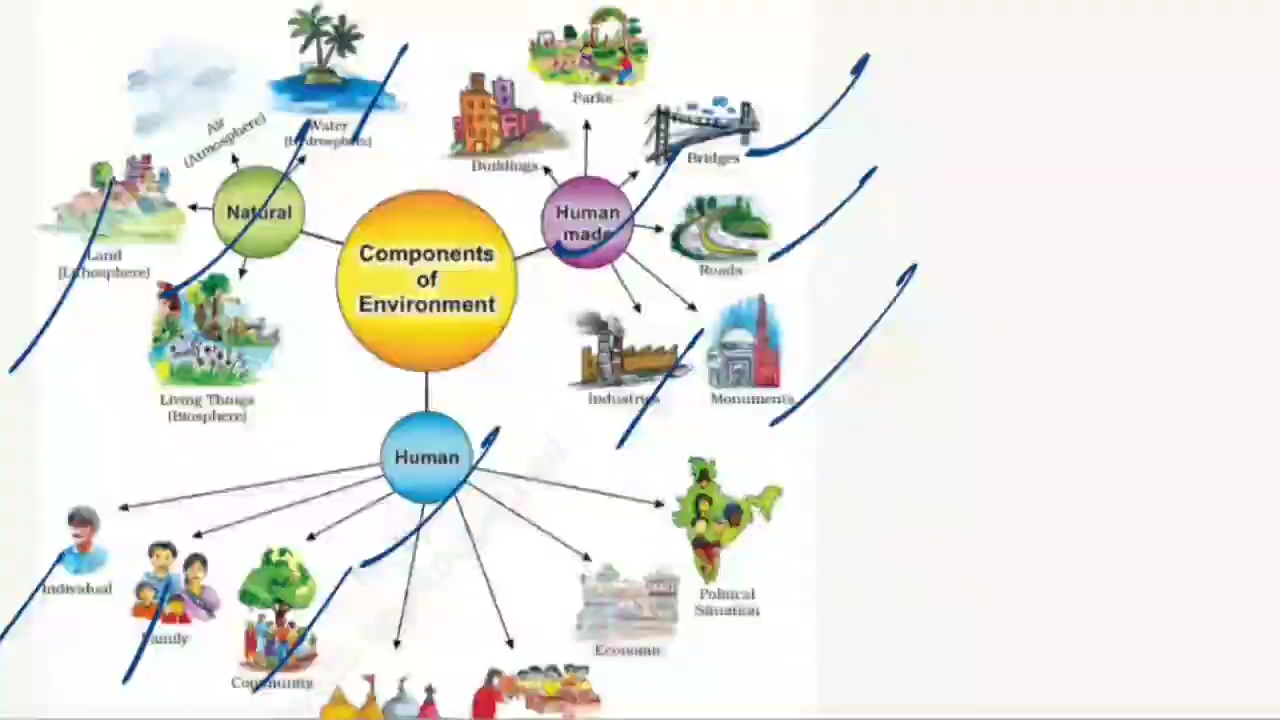 Parks
Air
(Atmosphere)
Water
(Hydrosphere)
Buildings
Bridges
Natural
Human
made
Land
(Lithosphere)
Components
of
Environment
Roads
Industries
Monuments
Living Things
(Biosphere)
Human
Individual
Family
Community
Economic
Political
Situation